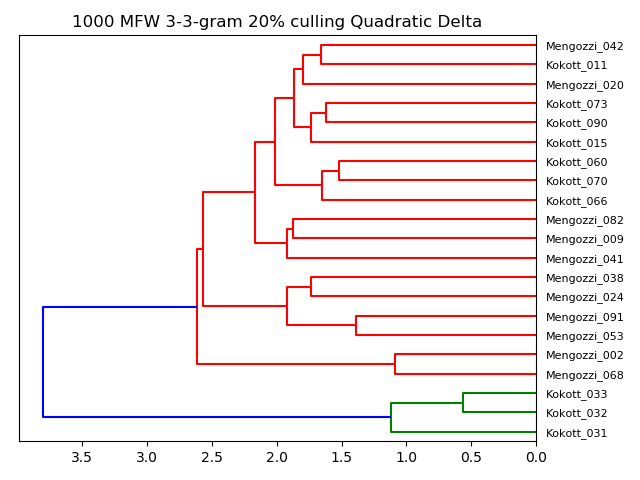 1000 MFW 3-3-gram 20% culling Quadratic Delta
Mengozzi_042
Kokott_011
Mengozzi_020
Kokott_073
Kokott_090
Kokott_015
Kokott_060
Kokott_070
Kokott_066
Mengozzi_082
Mengozzi_009
Mengozzi_041
Mengozzi_038
Mengozzi_024
Mengozzi_091
Mengozzi_053
Mengozzi_002
Mengozzi_068
Kokott_033
Kokott_032
Kokott_031
3.5 3.0 2.5 2.0 1.5 1.0 0.5 0.0